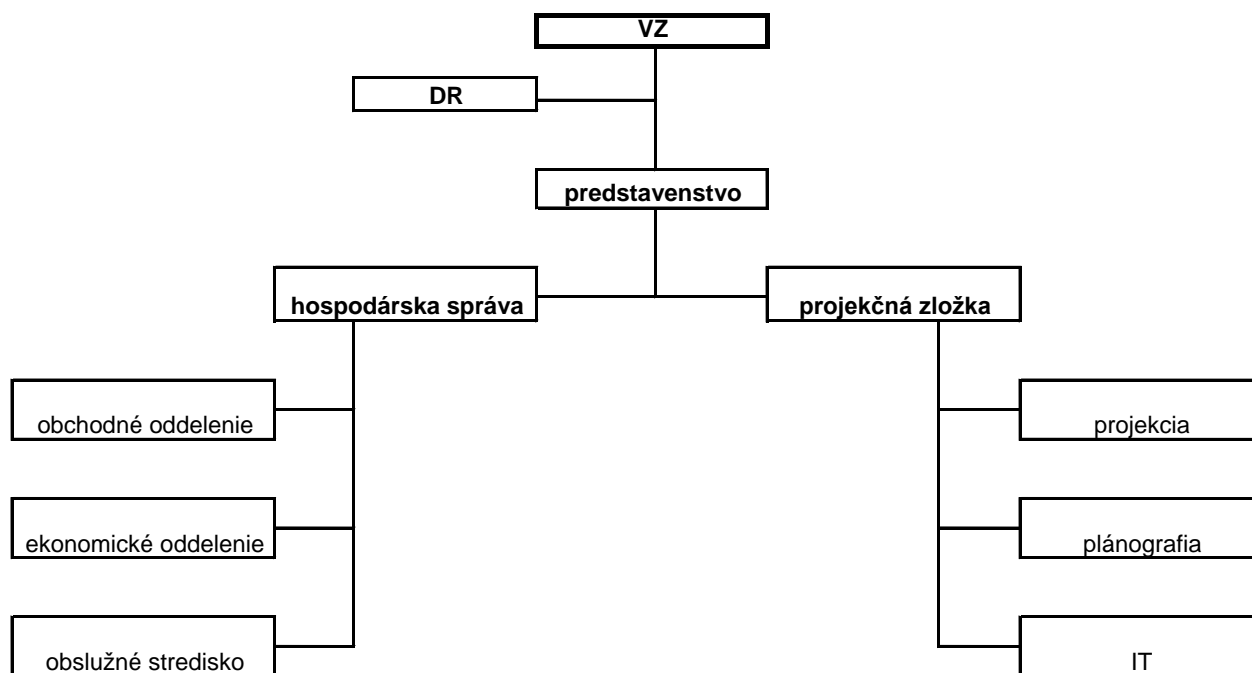 VZ
DR
predstavenstvo
hospodárska správa
projekčná zložka
obchodné oddelenie
projekcia
ekonomické oddelenie
plánografia
obslužné stredisko
IT